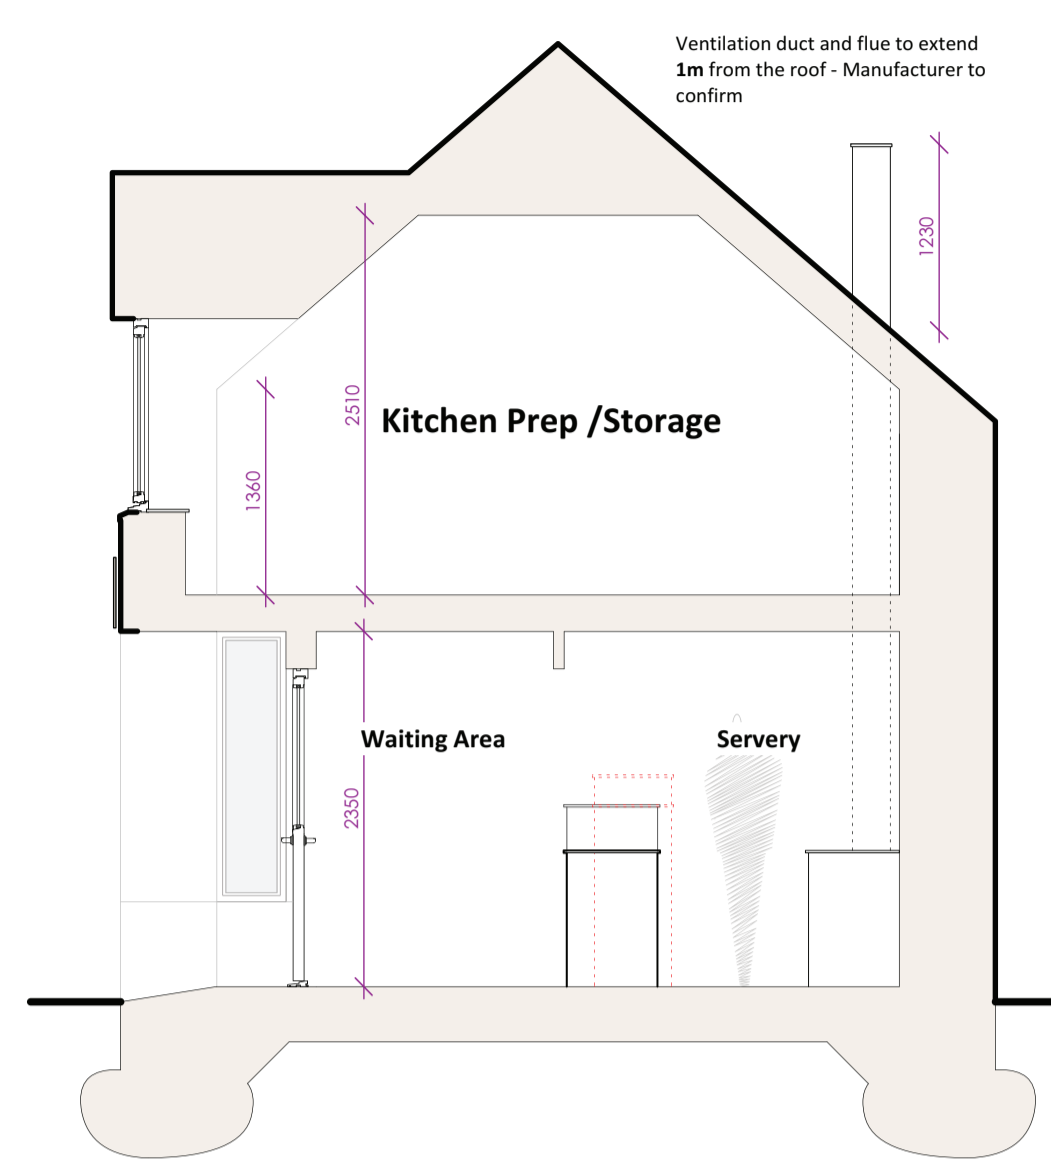 Ventilation duct and flue to extend
1m from the roof - Manufacturer to
confirm
1230
2510
Kitchen Prep /Storage
1360
Waiting Area
Servery
2350